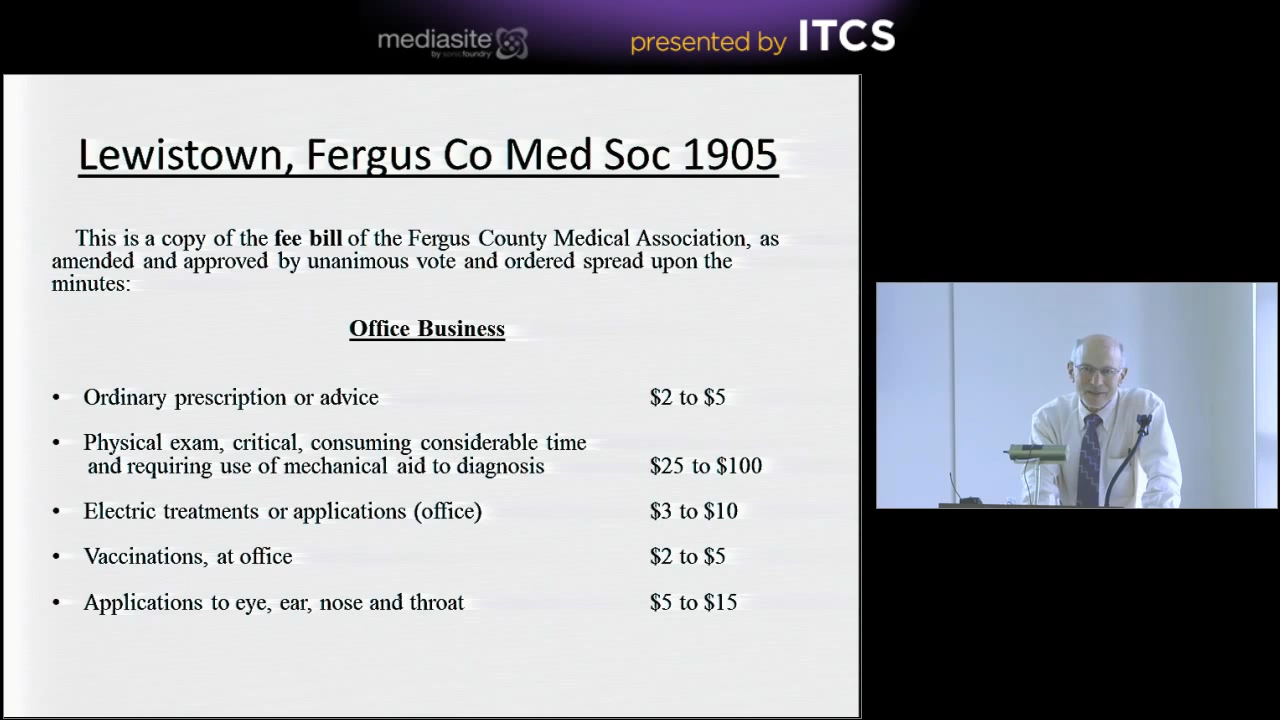 mediasite
by sonicfoundry
presented by ITCS
Lewistown, Fergus Co Med Soc 1905
This is a copy of the fee bill of the Fergus County Medical Association, as
amended and approved by unanimous vote and ordered spread upon the
minutes:
Office Business
• Ordinary prescription or advice $2 to $5
• Physical exam, critical, consuming considerable time
and requiring use of mechanical aid to diagnosis $25 to $100
• Electric treatments or applications (office) $3 to $10
• Vaccinations, at office $2 to $5
• Applications to eye, ear, nose and throat $5 to $15